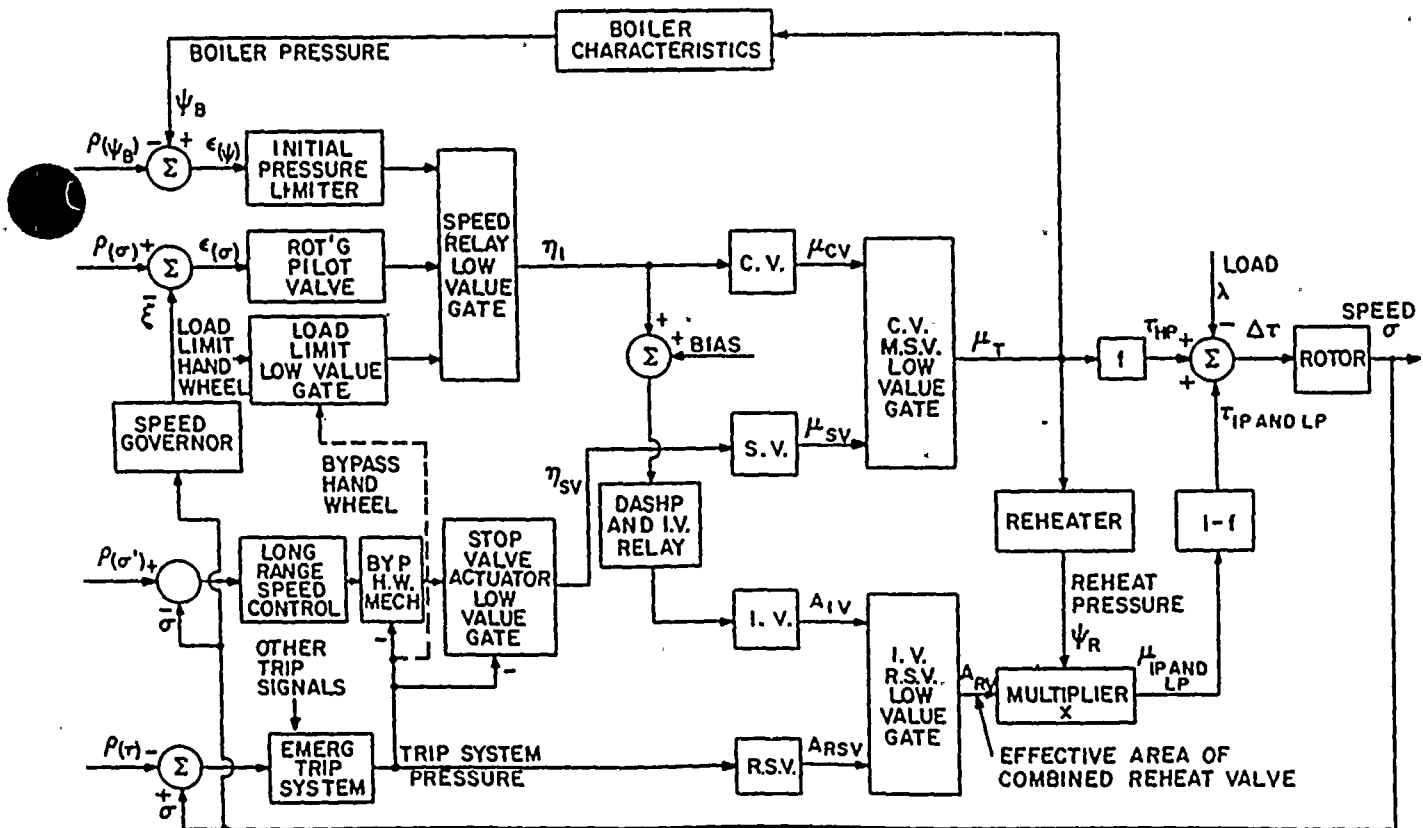 BOILER
CHARACTERISTICS
BOILER PRESSURE
ψB
ρ(ψB) - +
Σ
ϵ(ψ)
INITIAL
PRESSURE
LIMITER
ρ(σ) +
Σ
ϵ(σ)
ROT'G
PILOT
VALVE
SPEED
RELAY
LOW
VALUE
GATE
η1
C. V.
μCV
-
ξ
LOAD
LIMIT
HAND
WHEEL
LOAD
LIMIT
LOW VALUE
GATE
+
Σ
+ BIAS
C.V.
M.S.V.
LOW
VALUE
GATE
μT
f
τHP +
LOAD
λ
-
Σ
+
Δτ
ROTOR
SPEED
σ
τIP AND LP
SPEED
GOVERNOR
BYPASS
HAND
WHEEL
ηSV
S. V.
μSV
DASHP
AND I.V.
RELAY
REHEATER
1-f
ρ(σ') +
-
σ
LONG
RANGE
SPEED
CONTROL
BYP
H.W.
MECH
-
-
STOP
VALVE
ACTUATOR
LOW
VALUE
GATE
-
REHEAT
PRESSURE
ψR
I. V.
AIV
I. V.
R.S.V.
LOW
VALUE
GATE
ARV
MULTIPLIER
X
μIP AND
LP
OTHER
TRIP
SIGNALS
ρ(τ) -
Σ
+
σ
EMERG
TRIP
SYSTEM
TRIP SYSTEM
PRESSURE
R.S.V.
ARSV
EFFECTIVE AREA OF
COMBINED REHEAT VALVE